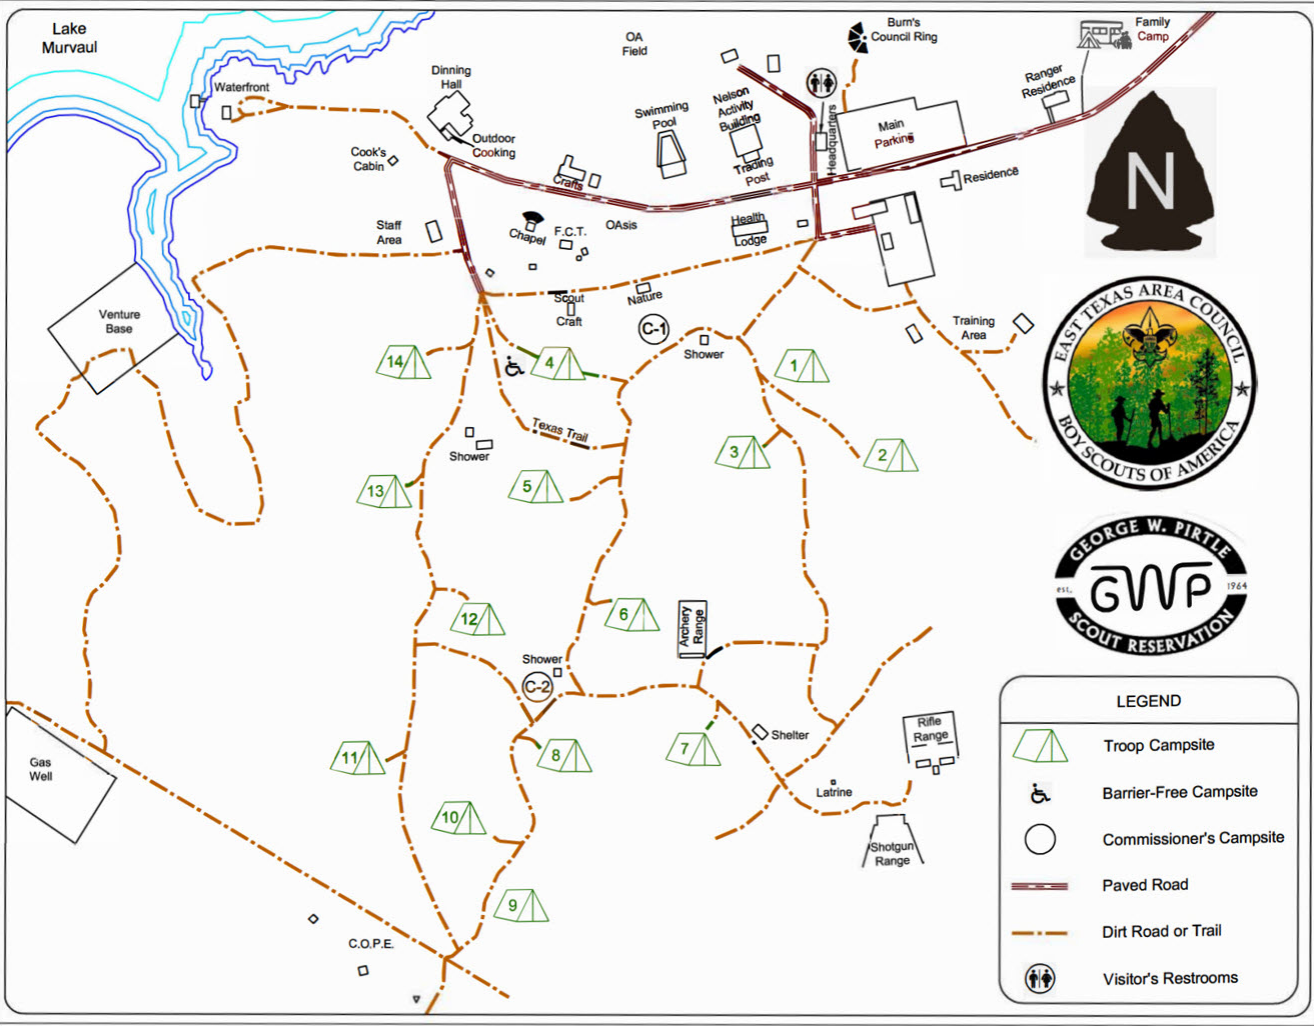 Lake
Murvaul
Waterfront
Dinning
Hall
Outdoor
Cooking
Cook's
Cabin
Staff
Area
OA
Field
Swimming
Pool
Nelson
Activity
Building
Trading
Post
Headquarters
Burn's
Council Ring
Main
Parking
Ranger
Residence
Family
Camp
Crafts
Chapel
F.C.T.
OAsis
Health
Lodge
Residence
N
Venture
Base
Scout
Craft
Nature
C-1
Shower
Training
Area
14
4
1
Texas Trail
Shower
3
2
13
5
12
6
Archery
Range
Shower
C-2
11
8
7
Shelter
Rifle
Range
Latrine
Shotgun
Range
Gas
Well
10
9
C.O.P.E.
EAST TEXAS AREA COUNCIL
BOY SCOUTS OF AMERICA
GEORGE W. PIRTLE
est.
GWP
1964
SCOUT RESERVATION
LEGEND
Troop Campsite
Barrier-Free Campsite
Commissioner's Campsite
Paved Road
Dirt Road or Trail
Visitor's Restrooms